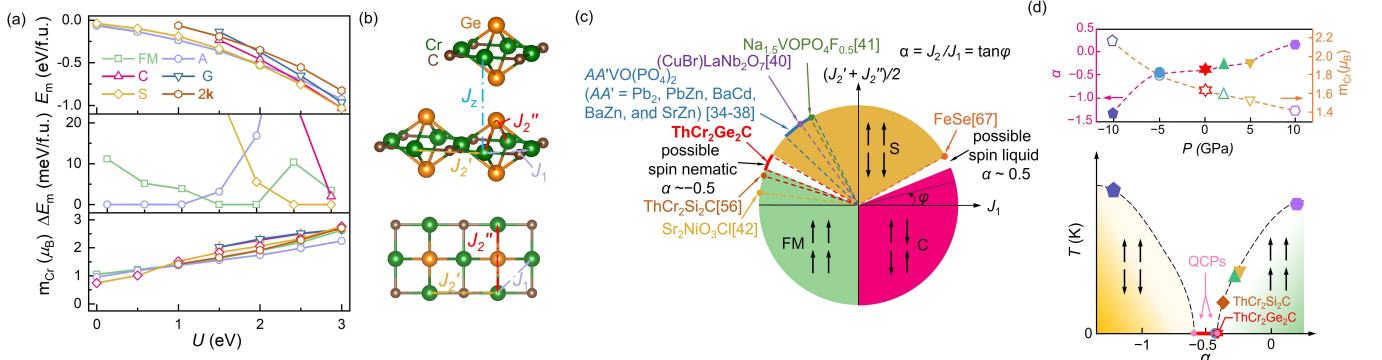 (a)
0.0
-0.5
-1.0
E_m (eV/f.u.)
FM A
C G
S 2k
20
10
0
ΔE_m (meV/f.u.)
3
2
1
0
m_Cr (μ_B)
0 1 2 3
U (eV)
(b)
Ge
Cr
C
J_z
J_2''
J_2'
J_1
J_2''
J_2'
J_1
(c)
Na_1.5VOPO_4F_0.5[41]
α = J_2/J_1 = tanφ
(CuBr)LaNb_2O_7[40]
(J_2' + J_2'')/2
AA'VO(PO_4)_2
(AA' = Pb_2, PbZn, BaCd,
BaZn, and SrZn) [34-38]
FeSe[67]
ThCr_2Ge_2C
possible
spin nematic
α ~−0.5
possible
spin liquid
α ~ 0.5
S
φ
J_1
ThCr_2Si_2C[56]
Sr_2NiO_3Cl[42]
FM
C
(d)
0.5
0.0
-0.5
-1.0
-1.5
α
2.2
2.0
1.8
1.6
1.4
m_Cr(μ_B)
-10 -5 0 5 10
P (GPa)
T (K)
QCPs
ThCr_2Si_2C
ThCr_2Ge_2C
0
−1 −0.5 0
α